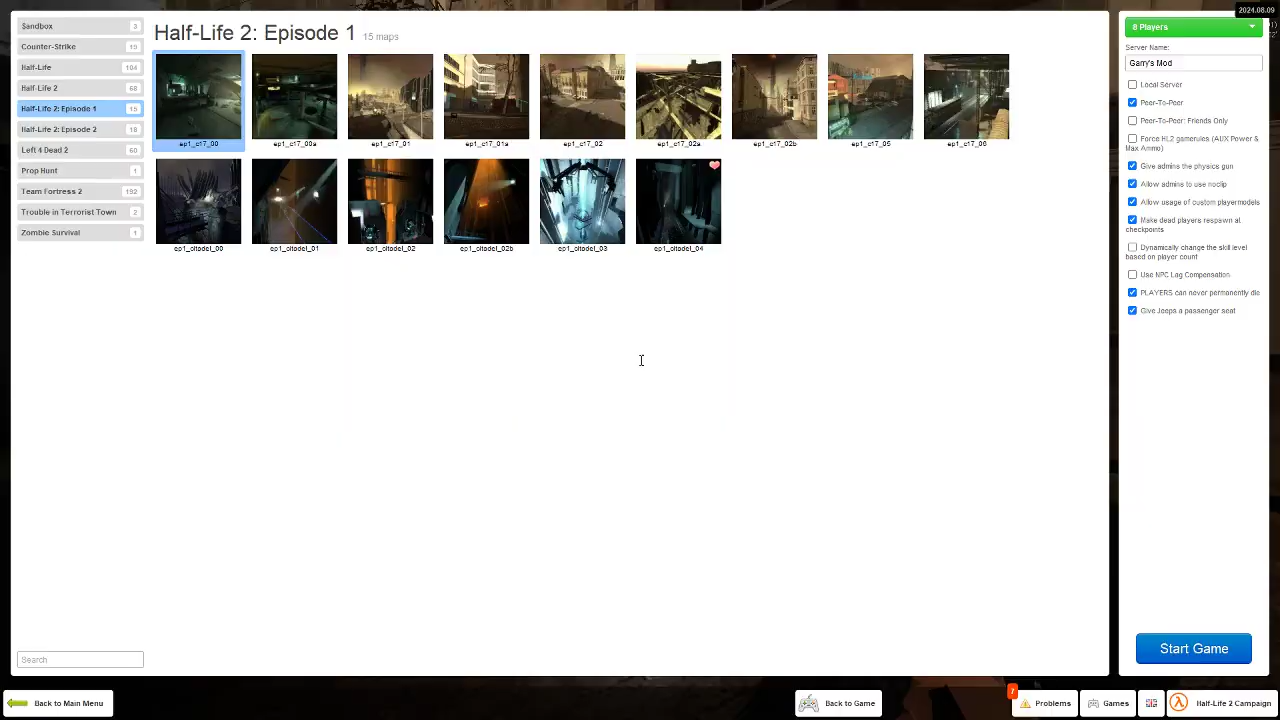 2024.08.09
Sandbox 3
Counter-Strike
Half-Life 104
Half-Life 2 68
Half-Life 2: Episode 1 15
Half-Life 2: Episode 2 18
Left 4 Dead 2 60
Prop Hunt 1
Team Fortress 2 192
Trouble in Terrorist Town 2
Zombie Survival 1
Search
Half-Life 2: Episode 1 15 maps
ep1_c17_00 ep1_c17_00a ep1_c17_01 ep1_c17_01a ep1_c17_02 ep1_c17_02a ep1_c17_02b ep1_c17_05 ep1_c17_06
ep1_citadel_00 ep1_citadel_01 ep1_citadel_02 ep1_citadel_02b ep1_citadel_03 ep1_citadel_04
8 Players
Server Name:
Garry's Mod
Local Server
Peer-To-Peer
Peer-To-Peer: Friends Only
Force HL2 gamerules (AUX Power &
Max Ammo)
Give admins the physics gun
Allow admins to use noclip
Allow usage of custom playermodels
Make dead players respawn at
checkpoints
Dynamically change the skill level
based on player count
Use NPC Lag Compensation
PLAYERS can never permanently die
Give Jeeps a passenger seat
Start Game
Back to Main Menu
Back to Game
Problems
Games
Half-Life 2 Campaign